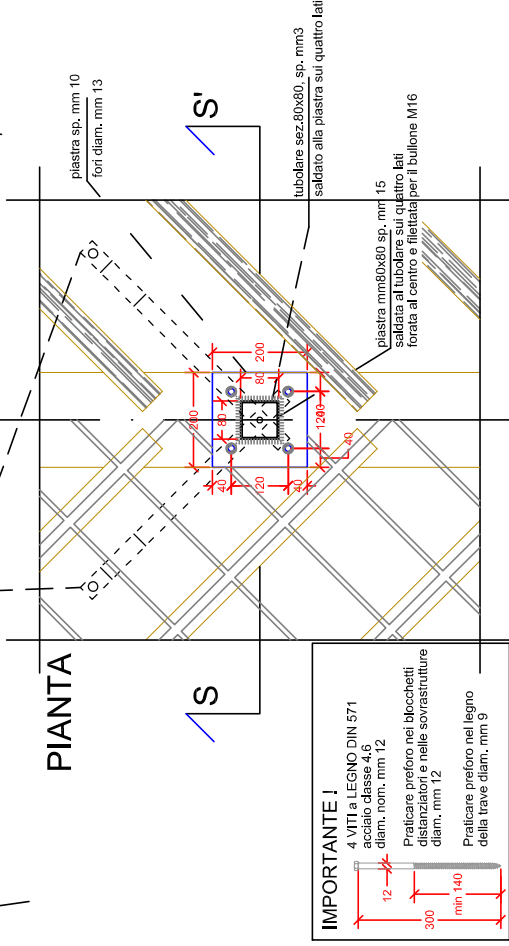 PIANTA
S
S'
piastra sp. mm 10
fori diam. mm 13
tubolare sez.80x80, sp. mm3
saldato alla piastra sui quattro lati
piastra mm80x80 sp. mm 15
saldata al tubolare sui quattro lati
forata al centro e filettata per il bullone M16
200
80
200
80
40
120
40
120
40
IMPORTANTE !
4 VITI a LEGNO DIN 571
acciaio classe 4.6
diam. nom. mm 12
Praticare preforo nei blocchetti
distanziatori e nelle sovrastrutture
diam. mm 12
Praticare preforo nel legno
della trave diam. mm 9
12
min 140
300